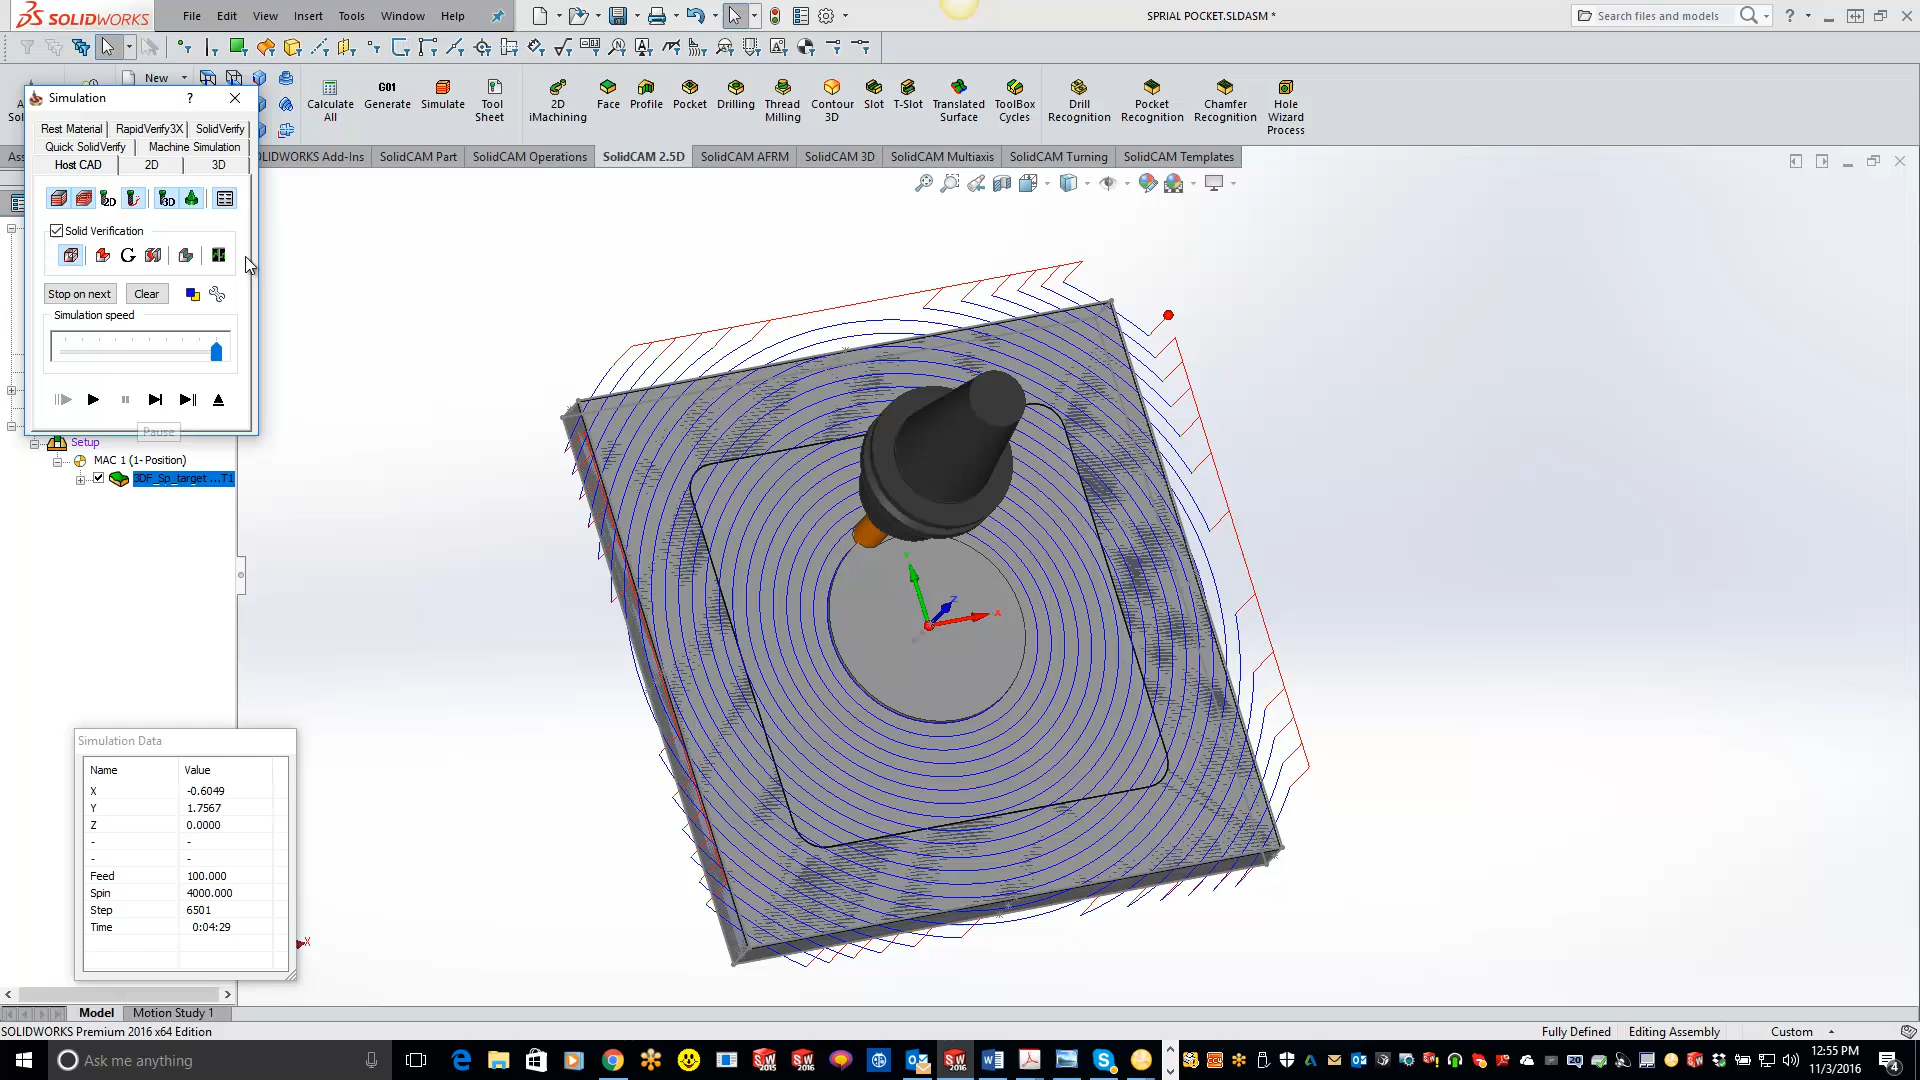 SOLIDWORKS File Edit View Insert Tools Window Help SPRIAL POCKET.SLDASM * Search files and models
New
Calculate All
G01 Generate
Simulate
Tool Sheet
2D iMachining
Face
Profile
Pocket
Drilling
Thread Milling
Contour 3D
Slot
T-Slot
Translated Surface
ToolBox Cycles
Drill Recognition
Pocket Recognition
Chamfer Recognition
Hole Wizard Process
OLIDWORKS Add-Ins SolidCAM Part SolidCAM Operations SolidCAM 2.5D SolidCAM AFRM SolidCAM 3D SolidCAM Multiaxis SolidCAM Turning SolidCAM Templates
Simulation ?
Rest Material RapidVerify3X SolidVerify
Quick SolidVerify Machine Simulation
Host CAD 2D 3D
2D 3D
Solid Verification
Stop on next Clear
Simulation speed
Pause
Setup
MAC 1 (1- Position)
3DF_Sp_target ...T1
Y
Z
X
Simulation Data
Name Value
X -0.6049
Y 1.7567
Z 0.0000
- -
- -
Feed 100.000
Spin 4000.000
Step 6501
Time 0:04:29
X
Model Motion Study 1
SOLIDWORKS Premium 2016 x64 Edition Fully Defined Editing Assembly Custom
Ask me anything
12:55 PM
11/3/2016